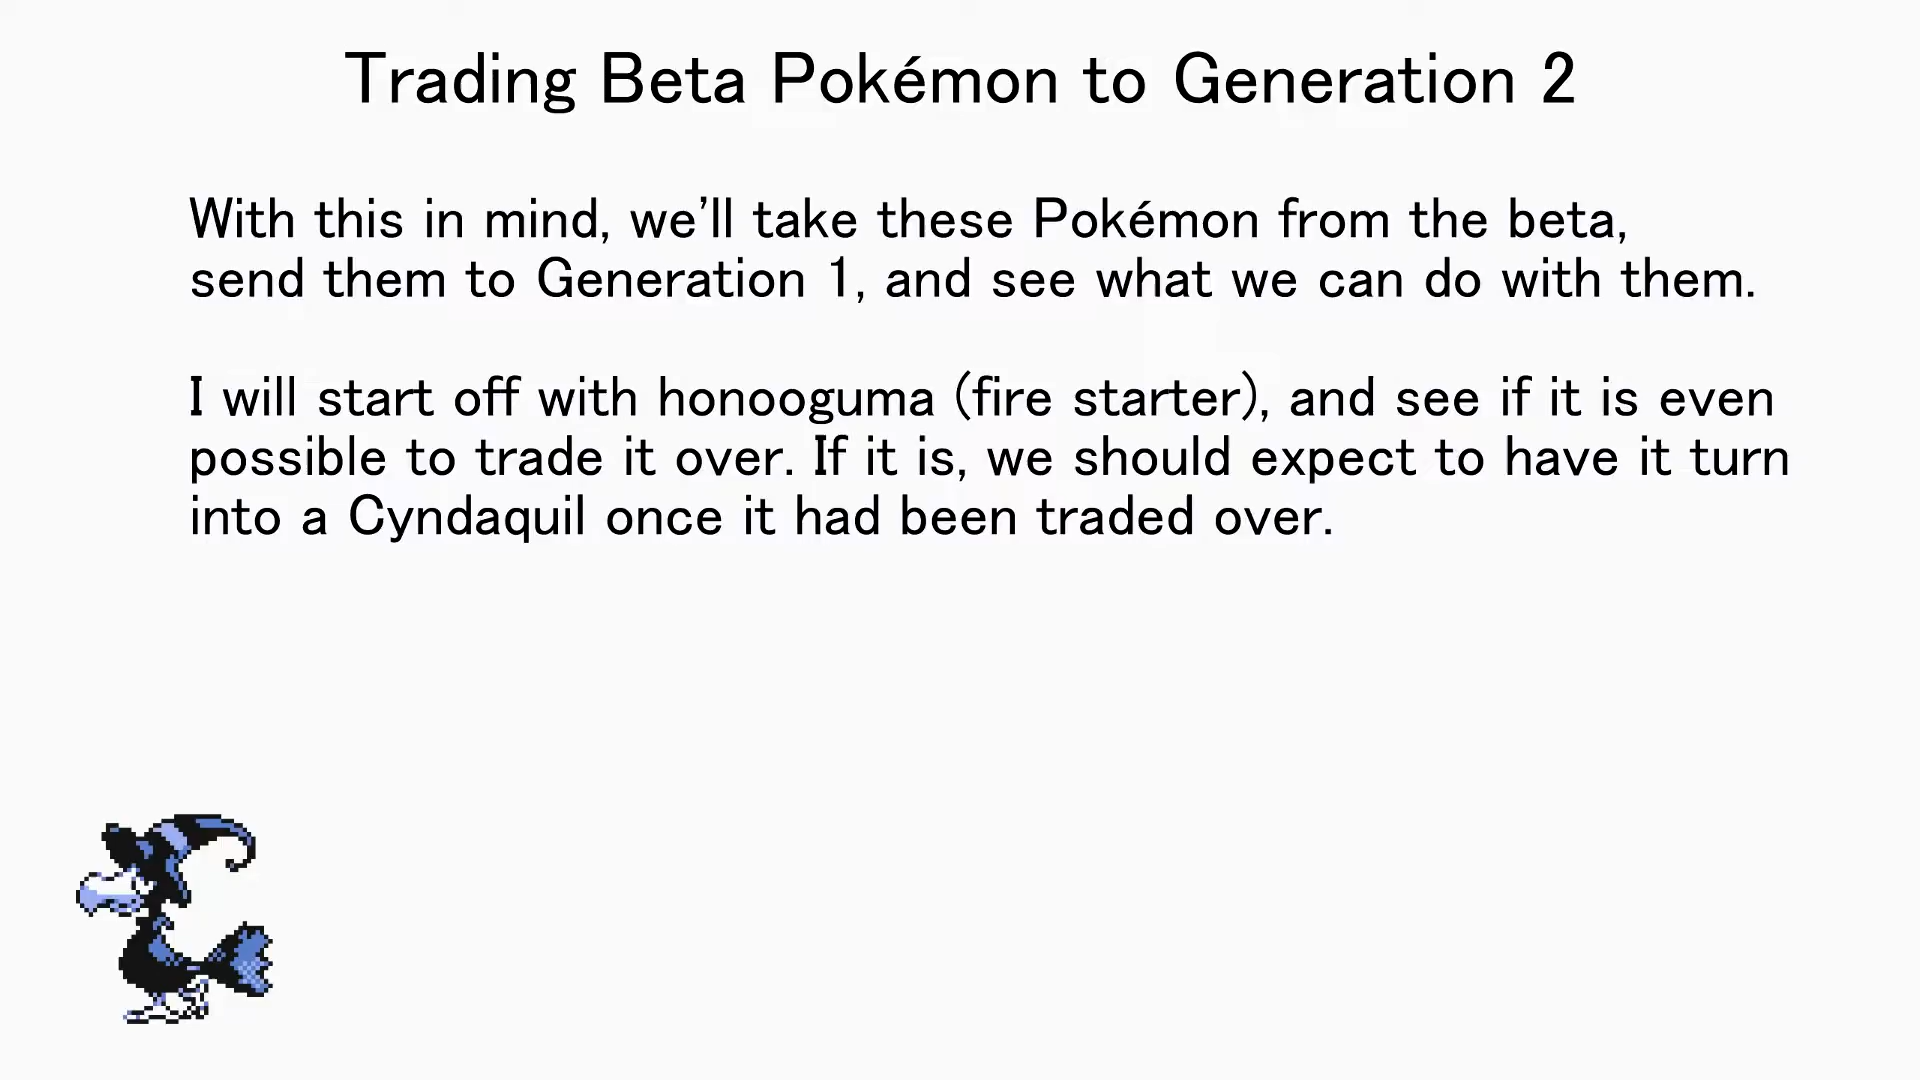 Trading Beta Pokémon to Generation 2
With this in mind, we'll take these Pokémon from the beta,
send them to Generation 1, and see what we can do with them.
I will start off with honooguma (fire starter), and see if it is even
possible to trade it over. If it is, we should expect to have it turn
into a Cyndaquil once it had been traded over.